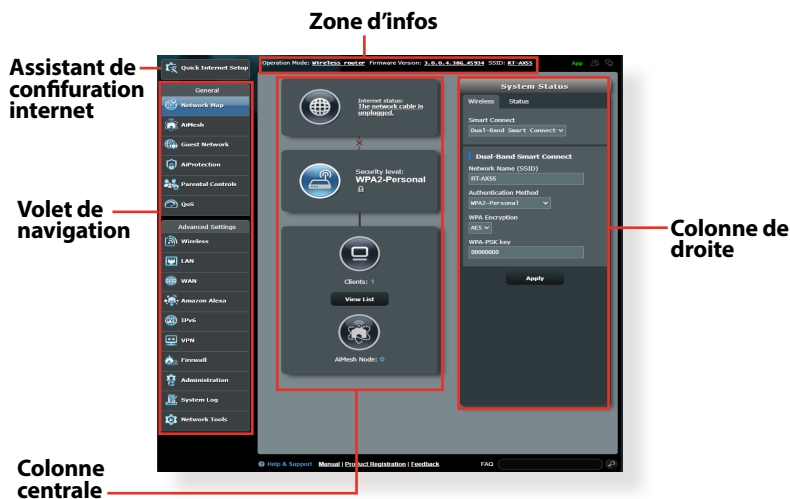 Zone d'infos
Assistant de
confifuration
internet
Quick Internet Setup
Operation Mode: Wireless router Firmware Version: 3.0.0.4.386_45934 SSID: RT-AX55
App
General
Network Map
AiMesh
Guest Network
AiProtection
Parental Controls
QoS
Volet de
navigation
Advanced Settings
Wireless
LAN
WAN
Amazon Alexa
IPv6
VPN
Firewall
Administration
System Log
Network Tools
Internet status:
The network cable is
unplugged.
Security level:
WPA2-Personal
Clients: 1
View List
AiMesh Node: 0
System Status
Wireless Status
Smart Connect
Dual-Band Smart Connect
Dual-Band Smart Connect
Network Name (SSID)
RT-AX55
Authentication Method
WPA2-Personal
WPA Encryption
AES
WPA-PSK key
00000000
Apply
Colonne de
droite
Colonne
centrale
Help & Support Manual | Product Registration | Feedback FAQ